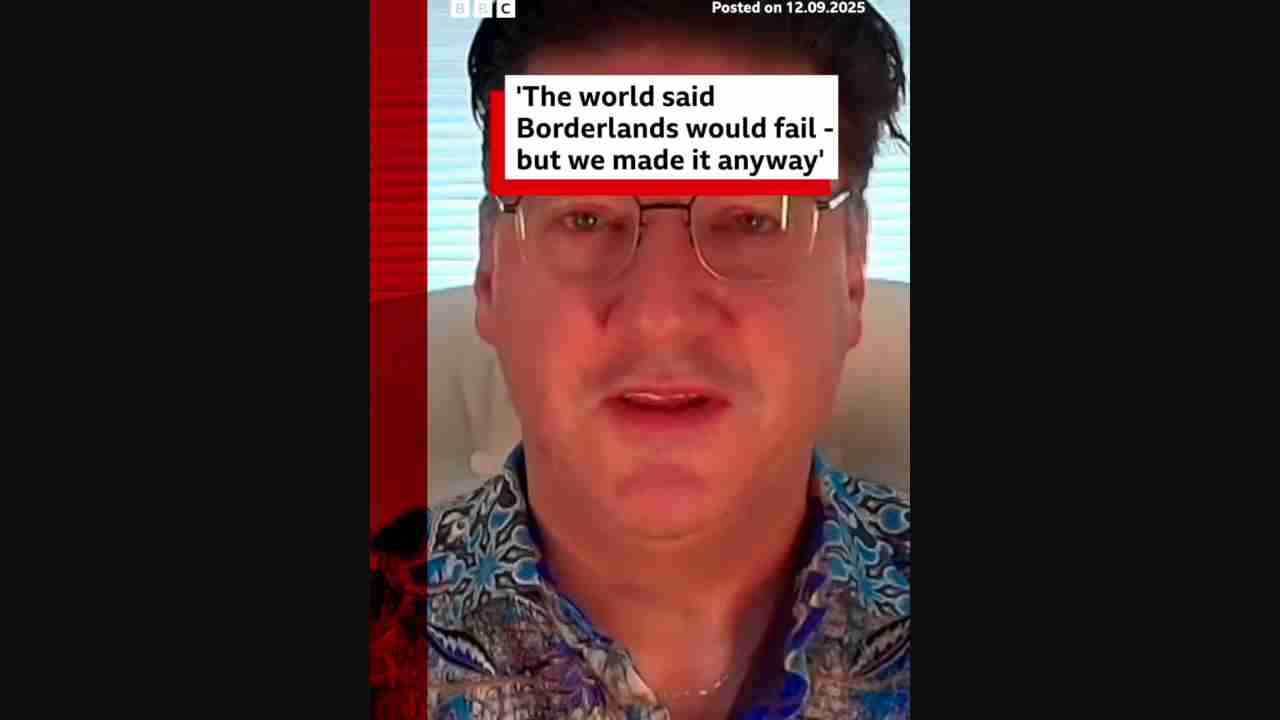 BBC
Posted on 12.09.2025
'The world said
Borderlands would fail -
but we made it anyway'